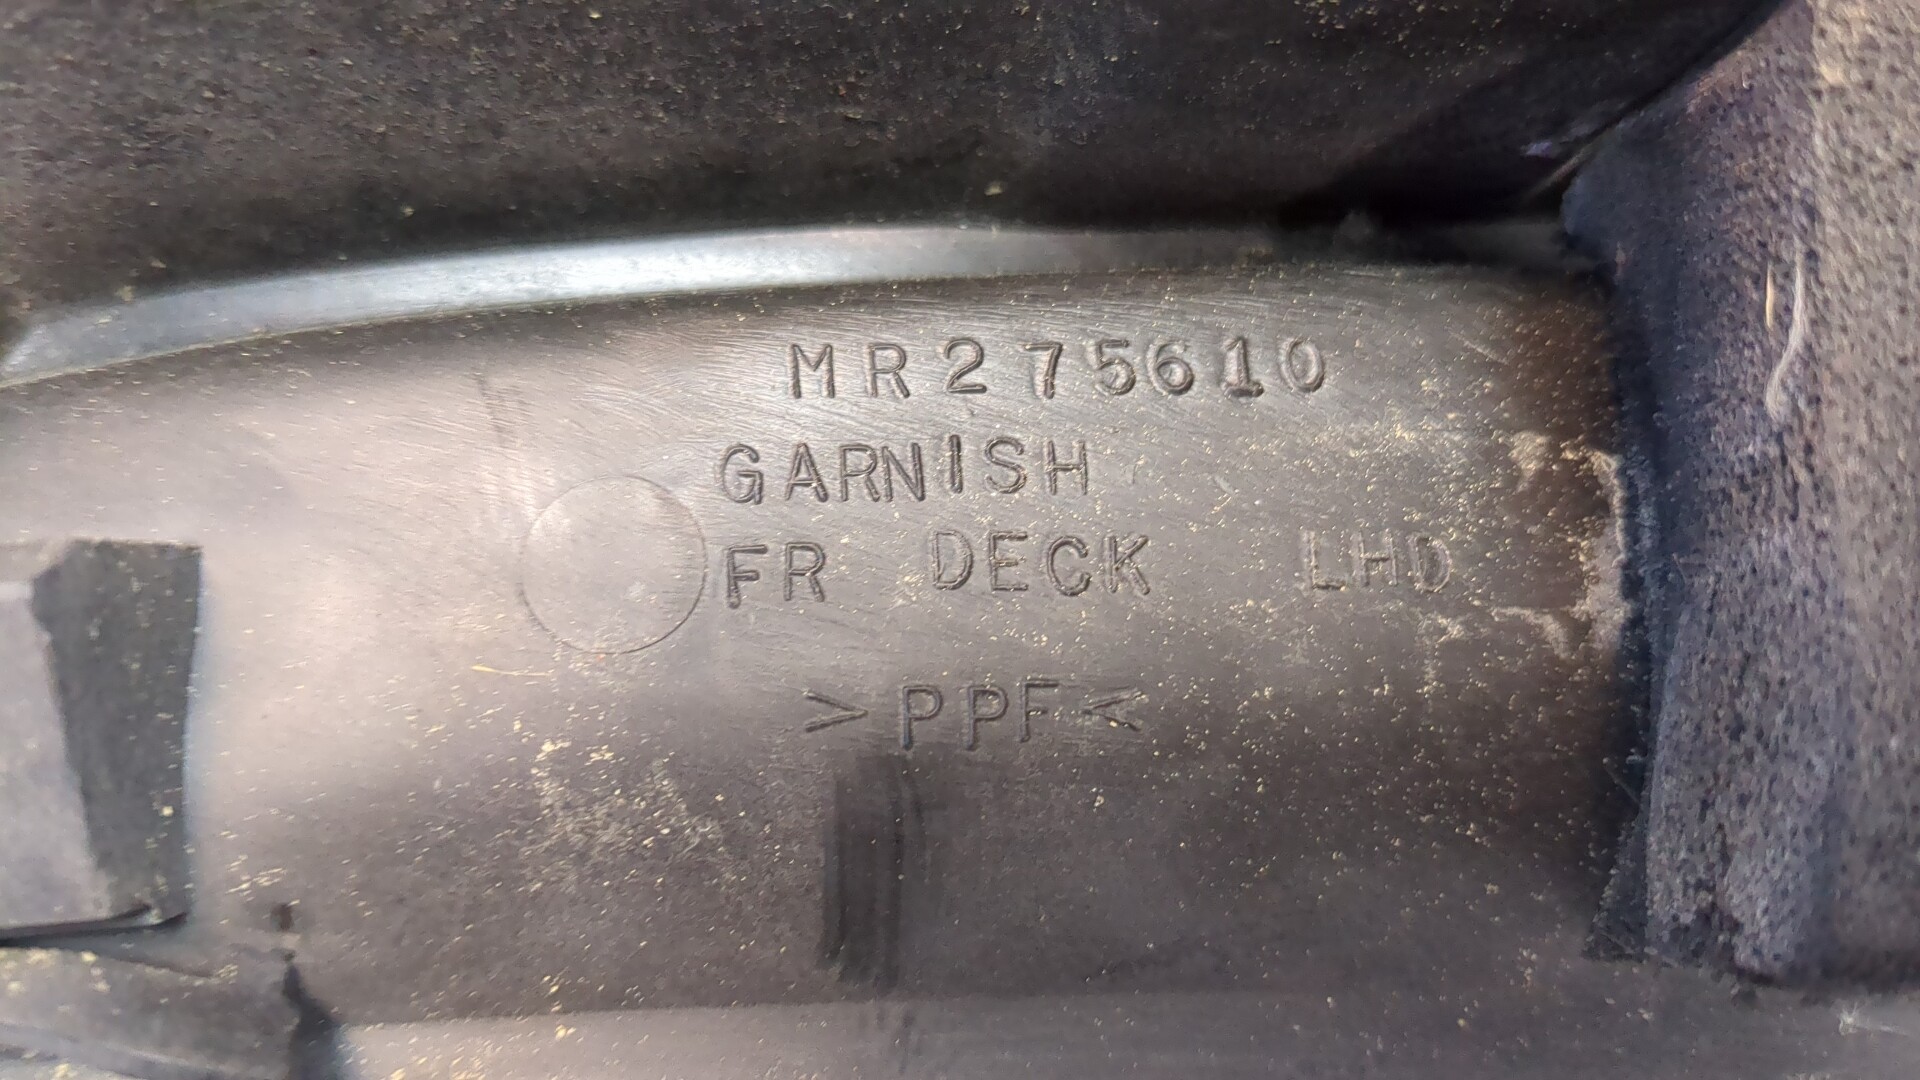 MR275610
GARNISH
FR DECK LHD
>PPF<